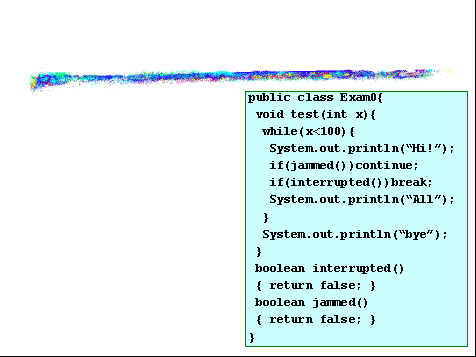 public class Exam0{
void test(int x){
while(x<100){
System.out.println(“Hi!”);
if(jammed())continue;
if(interrupted())break;
System.out.println(“All”);
}
System.out.println(“bye”);
}
boolean interrupted()
{ return false; }
boolean jammed()
{ return false; }
}